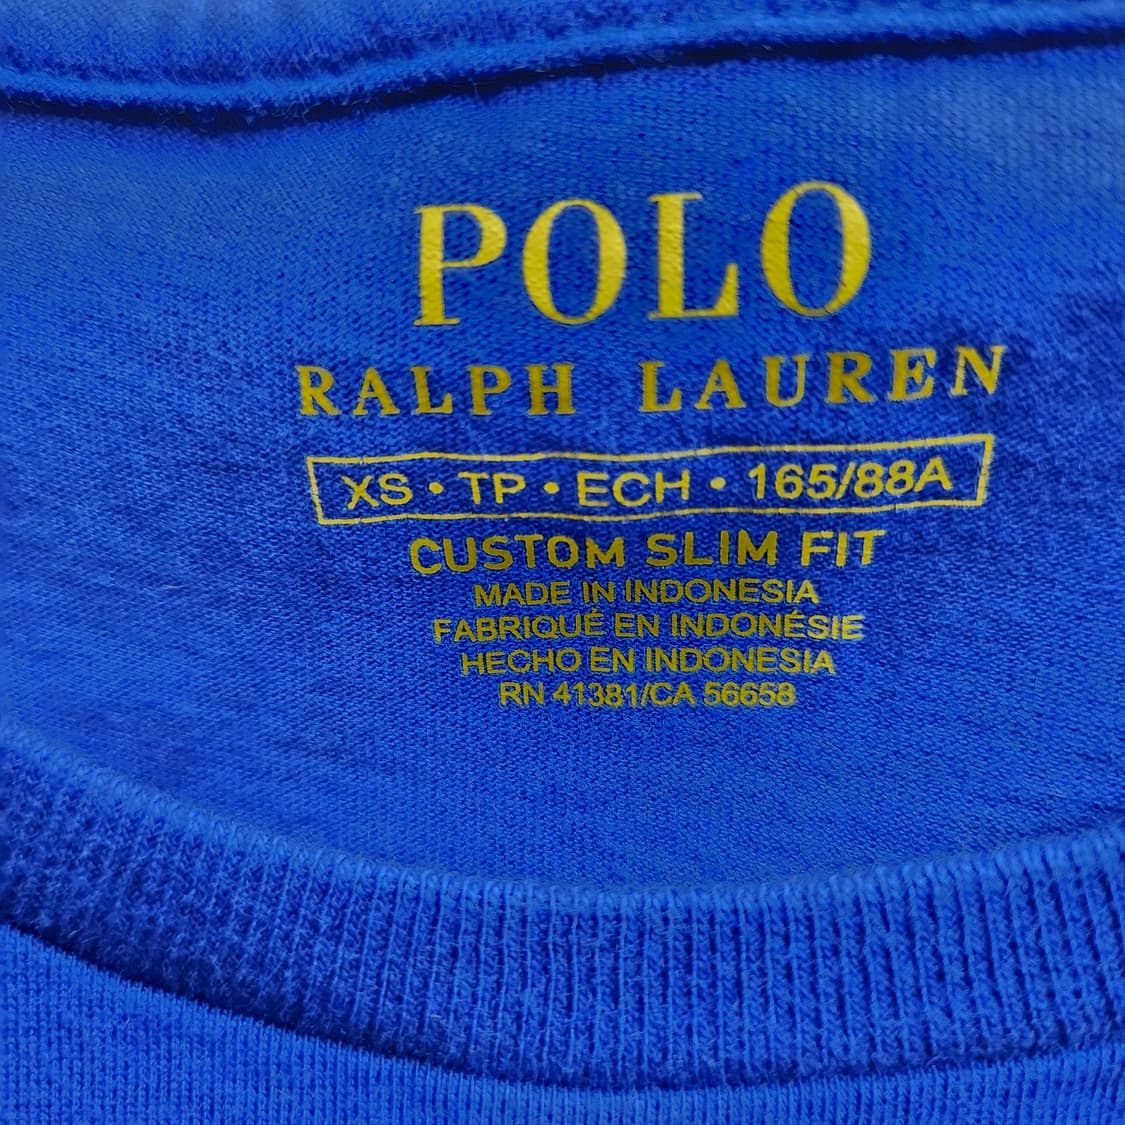 POLO
RALPH LAUREN
XS • TP • ECH • 165/88A
CUSTOM SLIM FIT
MADE IN INDONESIA
FABRIQUÉ EN INDONÉSIE
HECHO EN INDONESIA
RN 41381/CA 56658